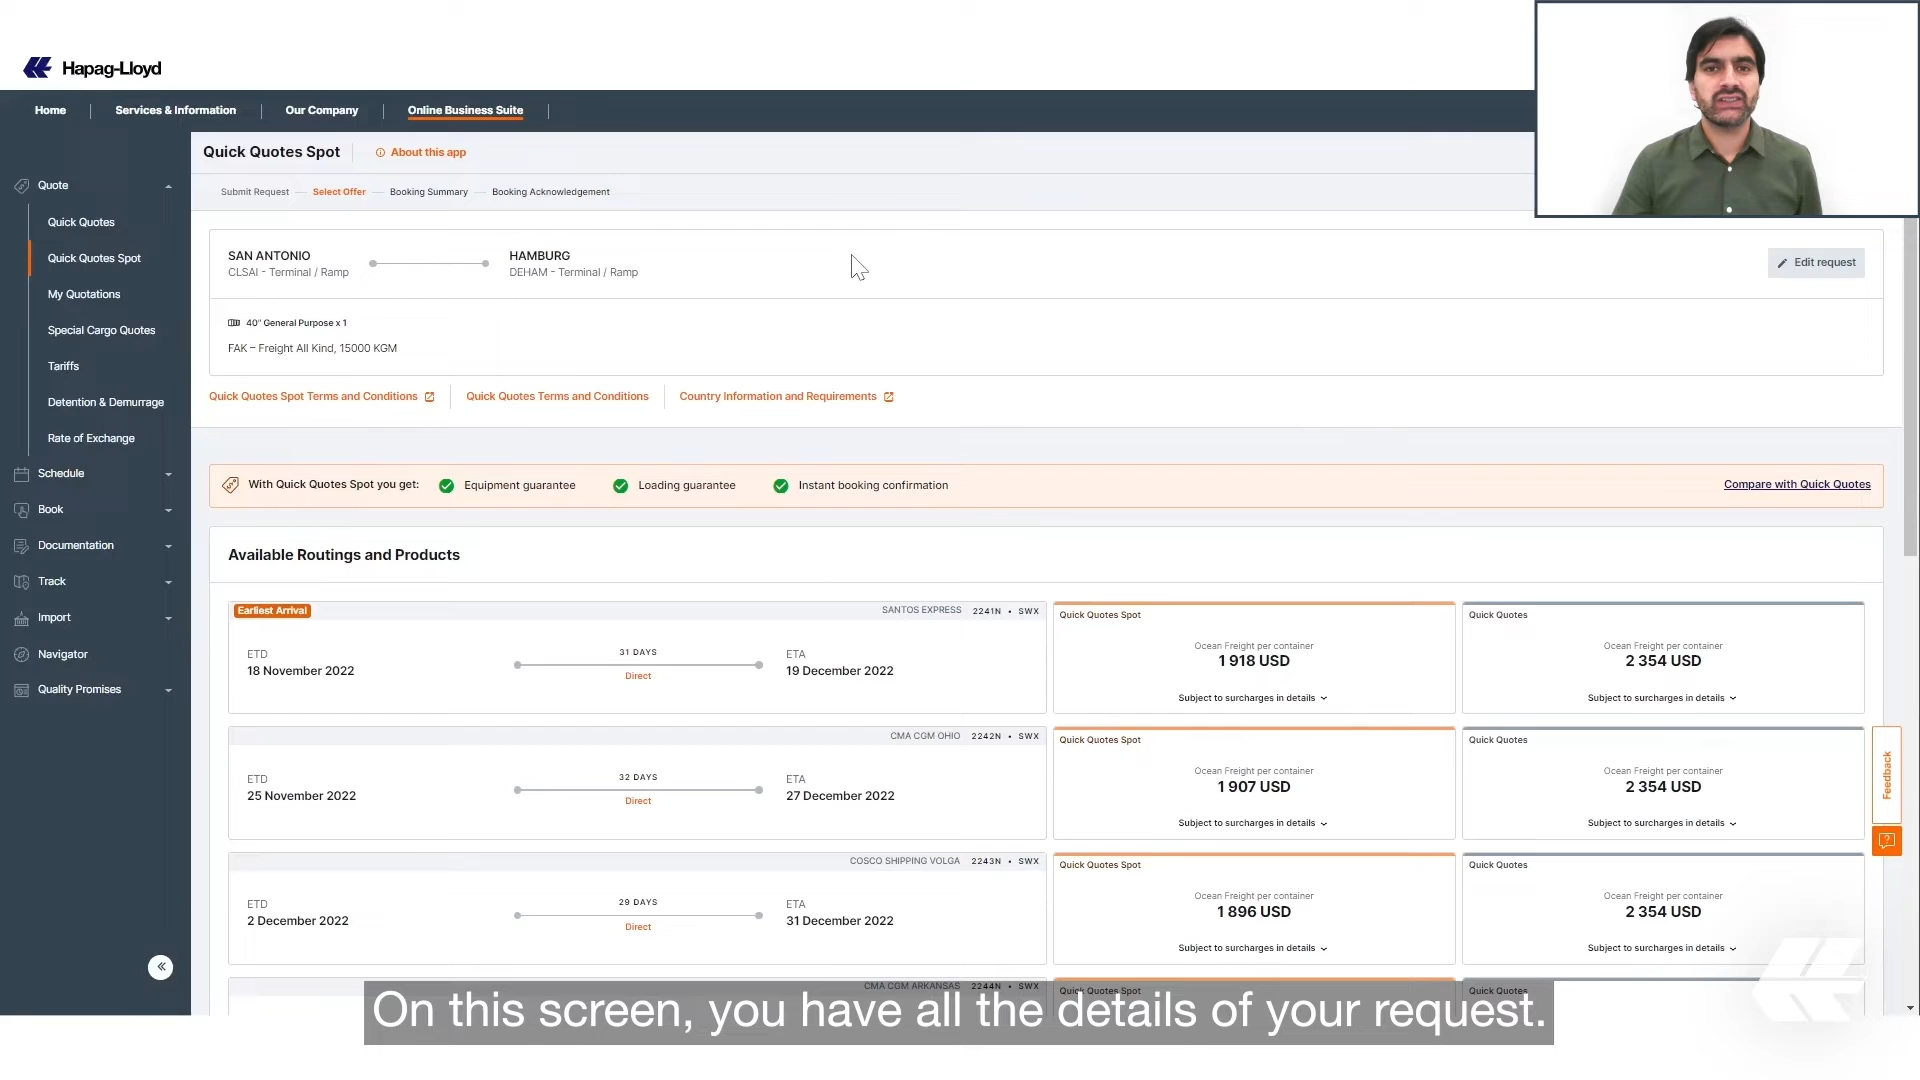 Hapag-Lloyd
Home
Services & Information
Our Company
Online Business Suite
Quick Quotes Spot
About this app
Submit Request
Select Offer
Booking Summary
Booking Acknowledgement
Quote
Quick Quotes
Quick Quotes Spot
My Quotations
Special Cargo Quotes
Tariffs
Detention & Demurrage
Rate of Exchange
Schedule
Book
Documentation
Track
Import
Navigator
Quality Promises
SAN ANTONIO
CLSAI - Terminal / Ramp
HAMBURG
DEHAM - Terminal / Ramp
Edit request
40" General Purpose x 1
FAK – Freight All Kind, 15000 KGM
Quick Quotes Spot Terms and Conditions
Quick Quotes Terms and Conditions
Country Information and Requirements
With Quick Quotes Spot you get:
Equipment guarantee
Loading guarantee
Instant booking confirmation
Compare with Quick Quotes
Available Routings and Products
Earliest Arrival
SANTOS EXPRESS 2241N • SWX
ETD
18 November 2022
31 DAYS
Direct
ETA
19 December 2022
Quick Quotes Spot
Ocean Freight per container
1 918 USD
Subject to surcharges in details
Quick Quotes
Ocean Freight per container
2 354 USD
Subject to surcharges in details
CMA CGM OHIO 2242N • SWX
ETD
25 November 2022
32 DAYS
Direct
ETA
27 December 2022
Quick Quotes Spot
Ocean Freight per container
1 907 USD
Subject to surcharges in details
Quick Quotes
Ocean Freight per container
2 354 USD
Subject to surcharges in details
COSCO SHIPPING VOLGA 2243N • SWX
ETD
2 December 2022
29 DAYS
Direct
ETA
31 December 2022
Quick Quotes Spot
Ocean Freight per container
1 896 USD
Subject to surcharges in details
Quick Quotes
Ocean Freight per container
2 354 USD
Subject to surcharges in details
CMA CGM ARKANSAS 2244N • SWX
Quick Quotes Spot
Quick Quotes
Feedback
On this screen, you have all the details of your request.